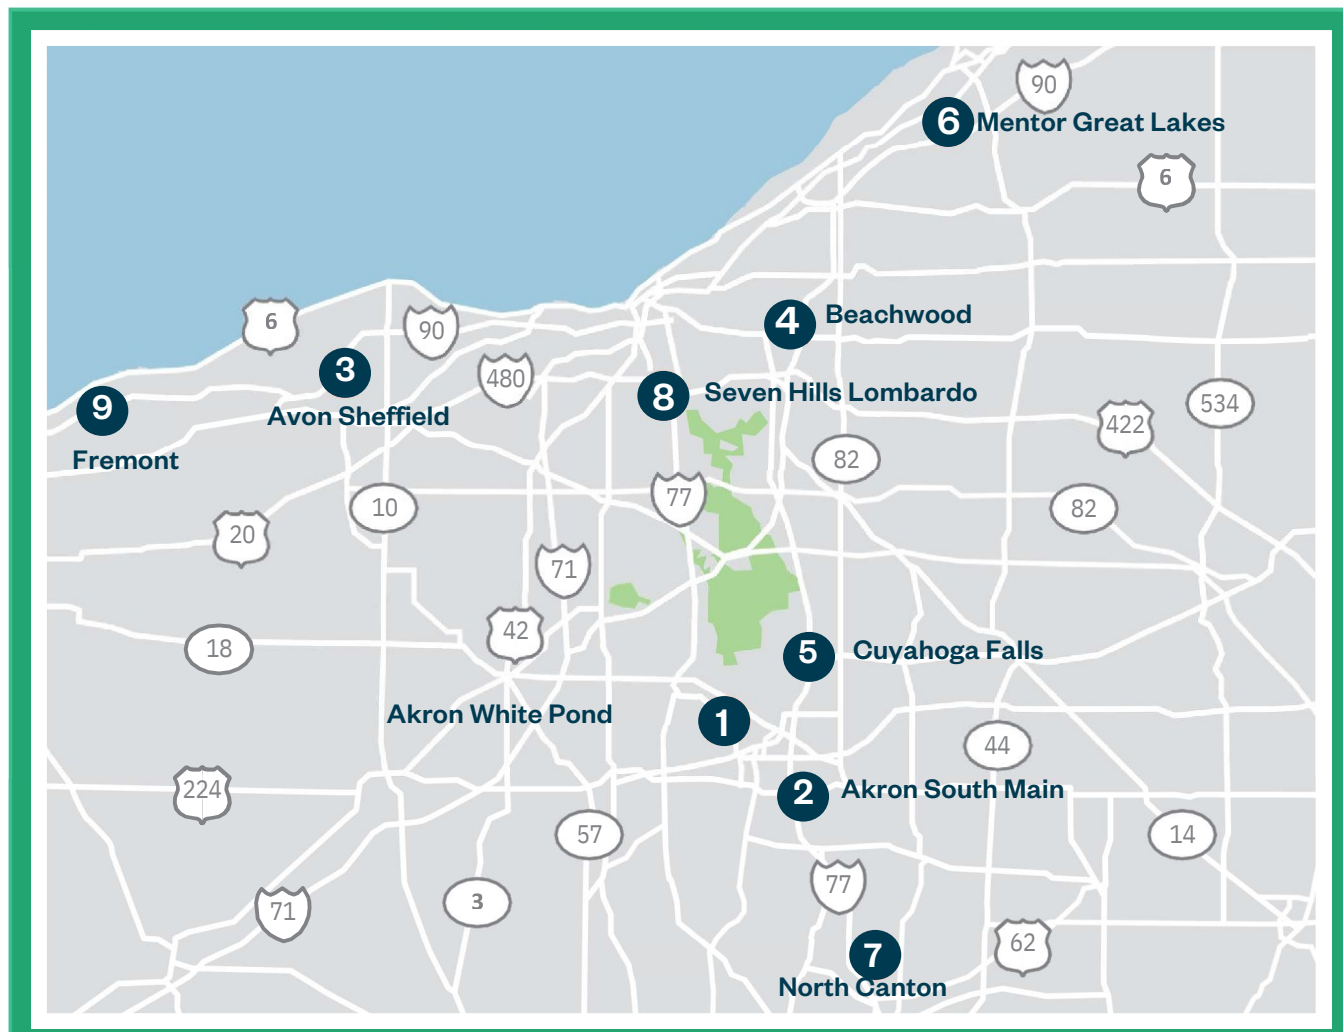 90
6 Mentor Great Lakes
6
6
90
4 Beachwood
480
3
Avon Sheffield
9
Fremont
8 Seven Hills Lombardo
534
422
82
77
10
82
20
71
42
18
5 Cuyahoga Falls
Akron White Pond 1
44
224
2 Akron South Main
57
14
77
3
71
62
7
North Canton